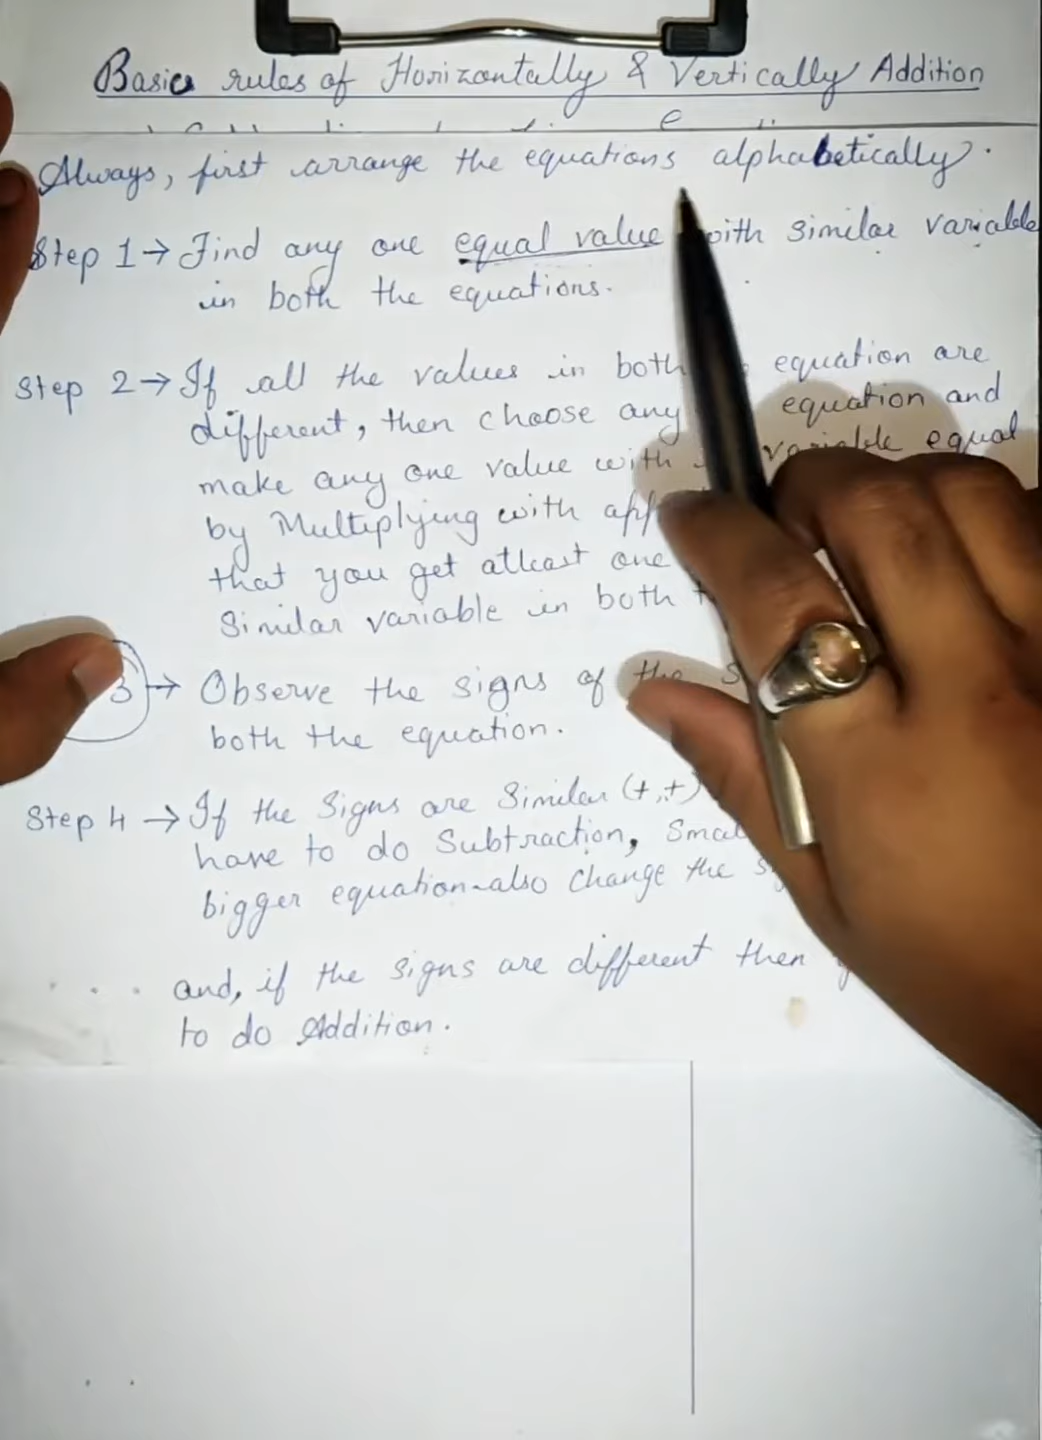 Basics rules of Horizontally & Vertically Addition
Always, first arrange the equations alphabetically.
Step 1→ Find any one equal value with similar variable
in both the equations.
Step 2→ If all the values in both equation are
different, then choose any equation and
make any one value with variable equal
by Multiplying with
that you get atleast one
Similar variable in both
3 → Observe the signs of the
both the equation.
Step 4 → If the Signs are Similar (+,+)
have to do Subtraction,
bigger equation-also change the
and, if the signs are different then
to do Addition.